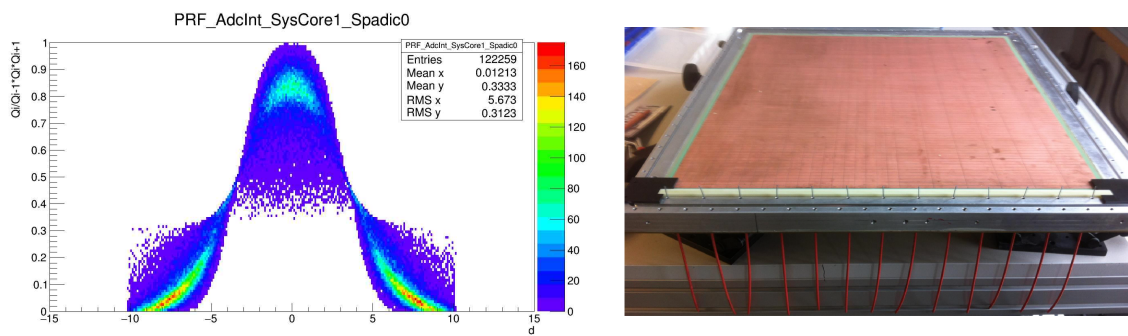 PRF_AdcInt_SysCore1_Spadic0
PRF_AdcInt_SysCore1_Spadic0
Entries 122259
Mean x 0.01213
Mean y 0.3333
RMS x 5.673
RMS y 0.3123
Qi/Qi-1*Qi*Qi+1
1
0.9
0.8
0.7
0.6
0.5
0.4
0.3
0.2
0.1
0
−15 −10 −5 0 5 10 15
d
160
140
120
100
80
60
40
20
0